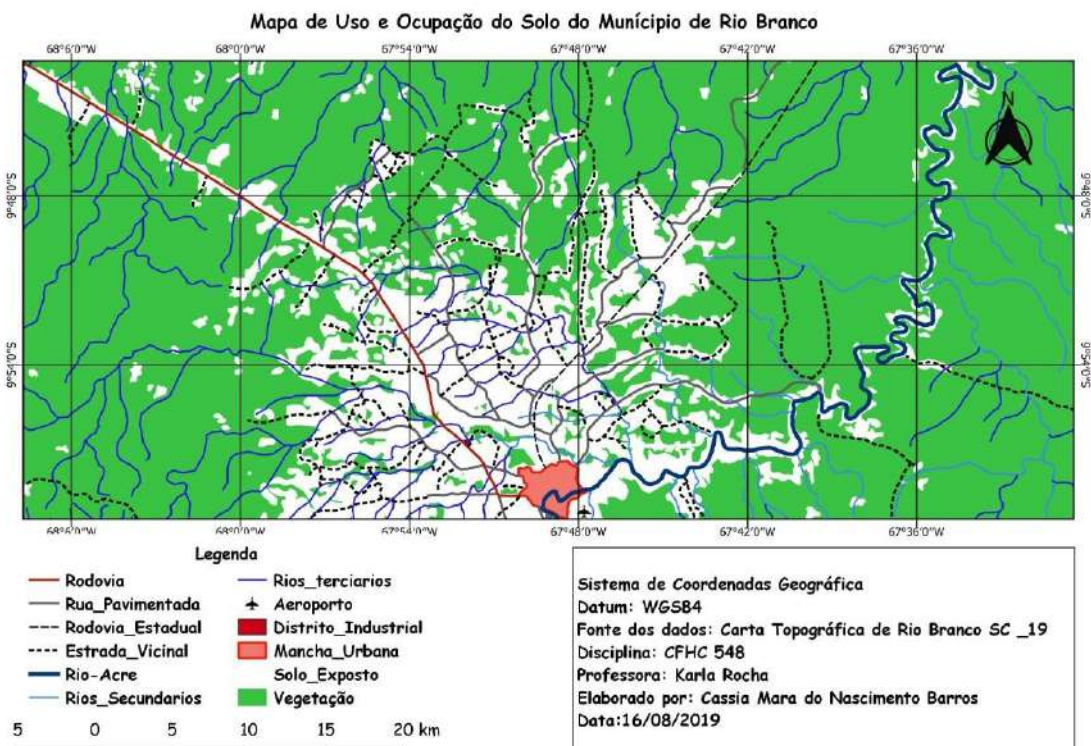 Mapa de Uso e Ocupação do Solo do Munícipio de Rio Branco
68°6'0"W 68°0'0"W 67°54'0"W 67°48'0"W 67°42'0"W 67°36'0"W
N
9°48'0"S 9°48'0"S
9°54'0"S 9°54'0"S
68°6'0"W 68°0'0"W 67°54'0"W 67°48'0"W 67°42'0"W 67°36'0"W
Legenda
Rodovia
Rua_Pavimentada
Rodovia_Estadual
Estrada_Vicinal
Rio-Acre
Rios_Secundarios
Rios_terciarios
Aeroporto
Distrito_Industrial
Mancha_Urbana
Solo_Exposto
Vegetação
5 0 5 10 15 20 km
Sistema de Coordenadas Geográfica
Datum: WGS84
Fonte dos dados: Carta Topográfica de Rio Branco SC _19
Disciplina: CFHC 548
Professora: Karla Rocha
Elaborado por: Cassia Mara do Nascimento Barros
Data:16/08/2019